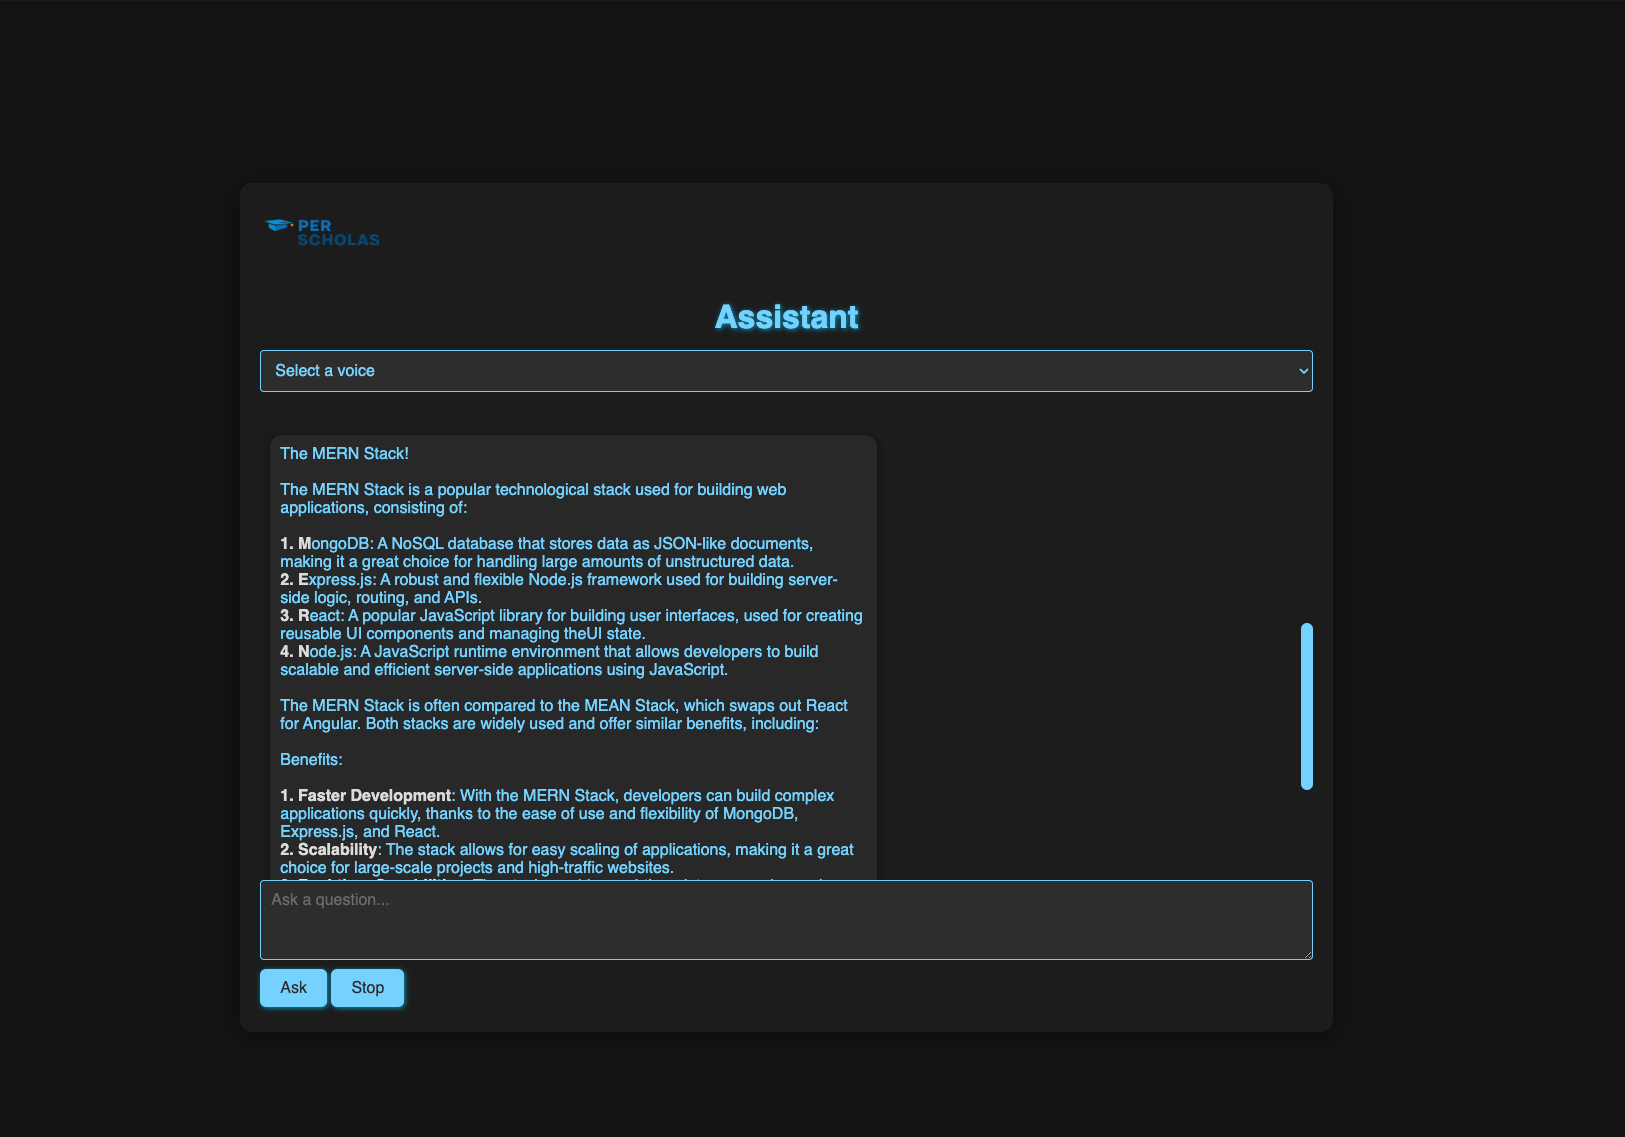 PER
SCHOLAS
Assistant
Select a voice
The MERN Stack!
The MERN Stack is a popular technological stack used for building web
applications, consisting of:
1. MongoDB: A NoSQL database that stores data as JSON-like documents,
making it a great choice for handling large amounts of unstructured data.
2. Express.js: A robust and flexible Node.js framework used for building server-
side logic, routing, and APIs.
3. React: A popular JavaScript library for building user interfaces, used for creating
reusable UI components and managing theUI state.
4. Node.js: A JavaScript runtime environment that allows developers to build
scalable and efficient server-side applications using JavaScript.
The MERN Stack is often compared to the MEAN Stack, which swaps out React
for Angular. Both stacks are widely used and offer similar benefits, including:
Benefits:
1. Faster Development: With the MERN Stack, developers can build complex
applications quickly, thanks to the ease of use and flexibility of MongoDB,
Express.js, and React.
2. Scalability: The stack allows for easy scaling of applications, making it a great
choice for large-scale projects and high-traffic websites.
Ask a question...
Ask
Stop